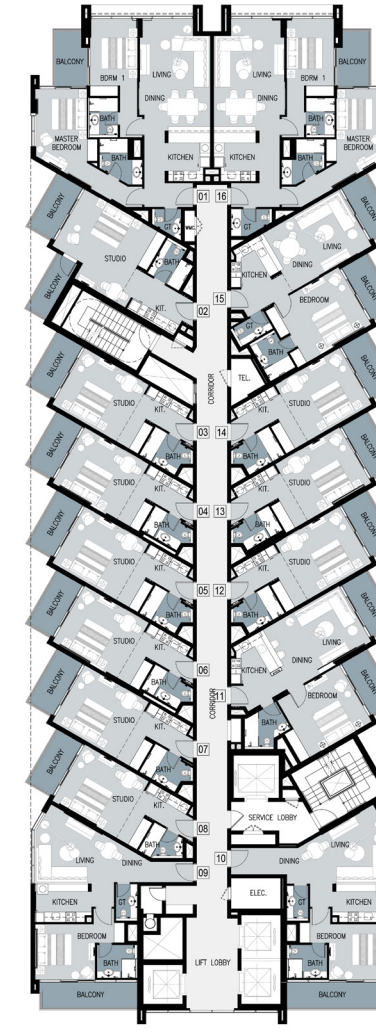 BALCONY
BDRM 1
LIVING
LIVING
BDRM 1
BALCONY
DINING
DINING
MASTER
BEDROOM
BATH
BATH
MASTER
BEDROOM
BATH
KITCHEN
KITCHEN
BATH
01
16
BALCONY
GT
GT
BALCONY
STUDIO
BATH
LIVING
KITCHEN
DINING
15
BALCONY
KIT.
02
BEDROOM
BALCONY
GT
BATH
TEL.
CORRIDOR
BALCONY
STUDIO
KIT.
KIT.
STUDIO
BALCONY
03
14
BATH
BATH
BALCONY
STUDIO
KIT.
KIT.
STUDIO
BALCONY
04
13
BATH
BATH
BALCONY
STUDIO
KIT.
KIT.
STUDIO
BALCONY
05
12
BATH
BATH
BALCONY
STUDIO
KIT.
LIVING
DINING
KITCHEN
BALCONY
06
BATH
11
CORRIDOR
BEDROOM
BALCONY
BALCONY
STUDIO
KIT.
BATH
07
BATH
BALCONY
STUDIO
KIT.
SERVICE LOBBY
08
BATH
LIVING
DINING
09
10
DINING
LIVING
KITCHEN
GT
ELEC.
GT
KITCHEN
BEDROOM
BATH
LIFT LOBBY
BATH
BEDROOM
BALCONY
BALCONY